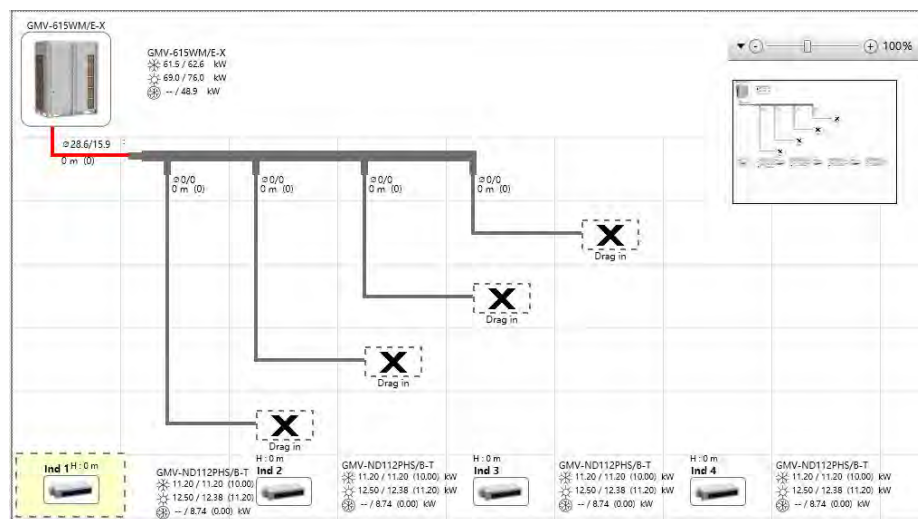 GMV-615WM/E-X
GMV-615WM/E-X
61.5 / 62.6 kW
69.0 / 76.0 kW
-- / 48.9 kW
100%
⌀28.6/15.9
0 m (0)
⌀0/0
0 m (0)
⌀0/0
0 m (0)
⌀0/0
0 m (0)
⌀0/0
0 m (0)
Drag in
Drag in
Drag in
Drag in
Ind 1 H : 0 m
GMV-ND112PHS/B-T
11.20 / 11.20 (10.00) kW
12.50 / 12.38 (11.20) kW
-- / 8.74 (0.00) kW
H : 0 m
Ind 2
GMV-ND112PHS/B-T
11.20 / 11.20 (10.00) kW
12.50 / 12.38 (11.20) kW
-- / 8.74 (0.00) kW
H : 0 m
Ind 3
GMV-ND112PHS/B-T
11.20 / 11.20 (10.00) kW
12.50 / 12.38 (11.20) kW
-- / 8.74 (0.00) kW
H : 0 m
Ind 4
GMV-ND112PHS/B-T
11.20 / 11.20 (10.00) kW
12.50 / 12.38 (11.20) kW
-- / 8.74 (0.00) kW